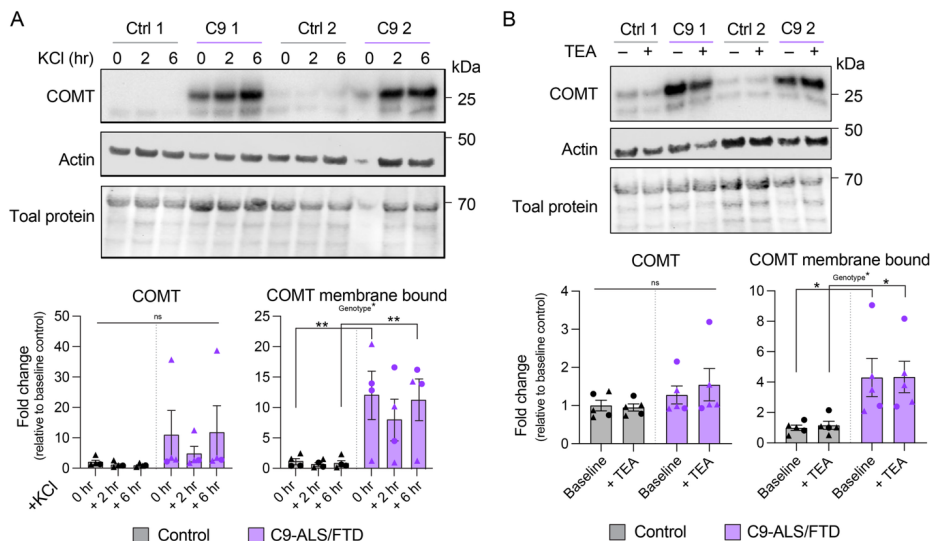 A
Ctrl 1 C9 1 Ctrl 2 C9 2
KCl (hr) 0 2 6 0 2 6 0 2 6 0 2 6
kDa
COMT
25
50
Actin
Toal protein
70
COMT
Fold change
(relative to baseline control)
50
40
30
20
10
0
ns
+KCl
0 hr
+ 2 hr
+ 6 hr
0 hr
+ 2 hr
+ 6 hr
COMT membrane bound
Genotype*
25
20
15
10
5
0
** **
0 hr
+ 2 hr
+ 6 hr
0 hr
+ 2 hr
+ 6 hr
Control C9-ALS/FTD
B
Ctrl 1 C9 1 Ctrl 2 C9 2
TEA – + – + – + – +
kDa
COMT
25
50
Actin
70
Toal protein
COMT
Fold change
(relative to baseline control)
4
3
2
1
0
ns
Baseline
+ TEA
Baseline
+ TEA
COMT membrane bound
Genotype*
10
8
6
4
2
0
* *
Baseline
+ TEA
Baseline
+ TEA
Control C9-ALS/FTD